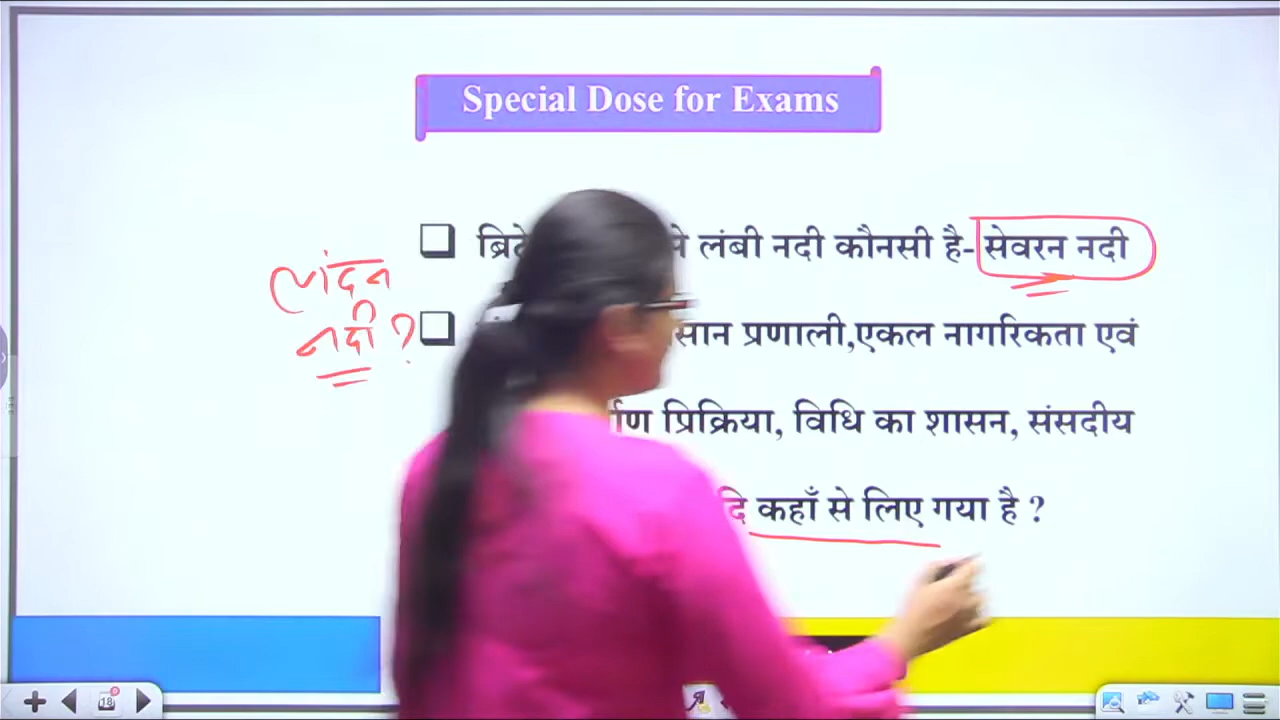 Special Dose for Exams
लंबी नदी कौनसी है- सेवरन नदी
लंदन
नदी ?
प्रणाली,एकल नागरिकता एवं
प्रिक्रिया, विधि का शासन, संसदीय
कहाँ से लिए गया है ?
18